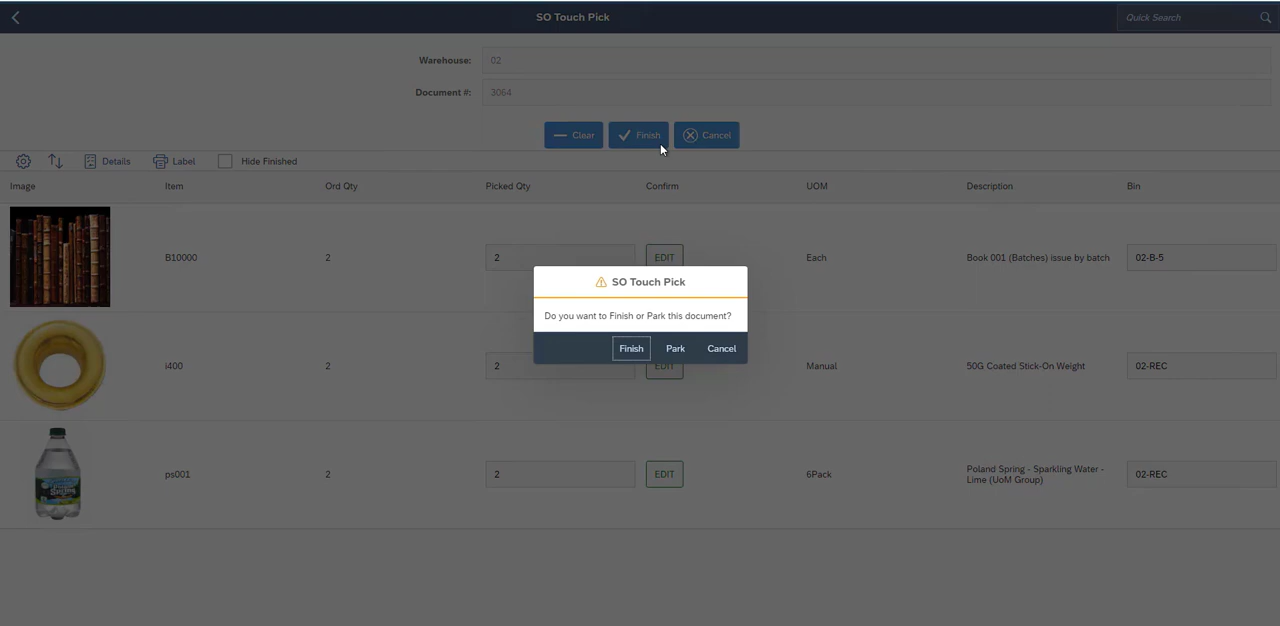 SO Touch Pick
Quick Search
Warehouse: 02
Document #: 3064
Clear Finish Cancel
Details Label Hide Finished
Image Item Ord Qty Picked Qty Confirm UOM Description Bin
B10000 2 2 EDIT Each Book 001 (Batches) issue by batch 02-B-5
SO Touch Pick
Do you want to Finish or Park this document?
Finish Park Cancel
i400 2 2 EDIT Manual 50G Coated Stick-On Weight 02-REC
ps001 2 2 EDIT 6Pack Poland Spring - Sparkling Water -
Lime (UoM Group) 02-REC